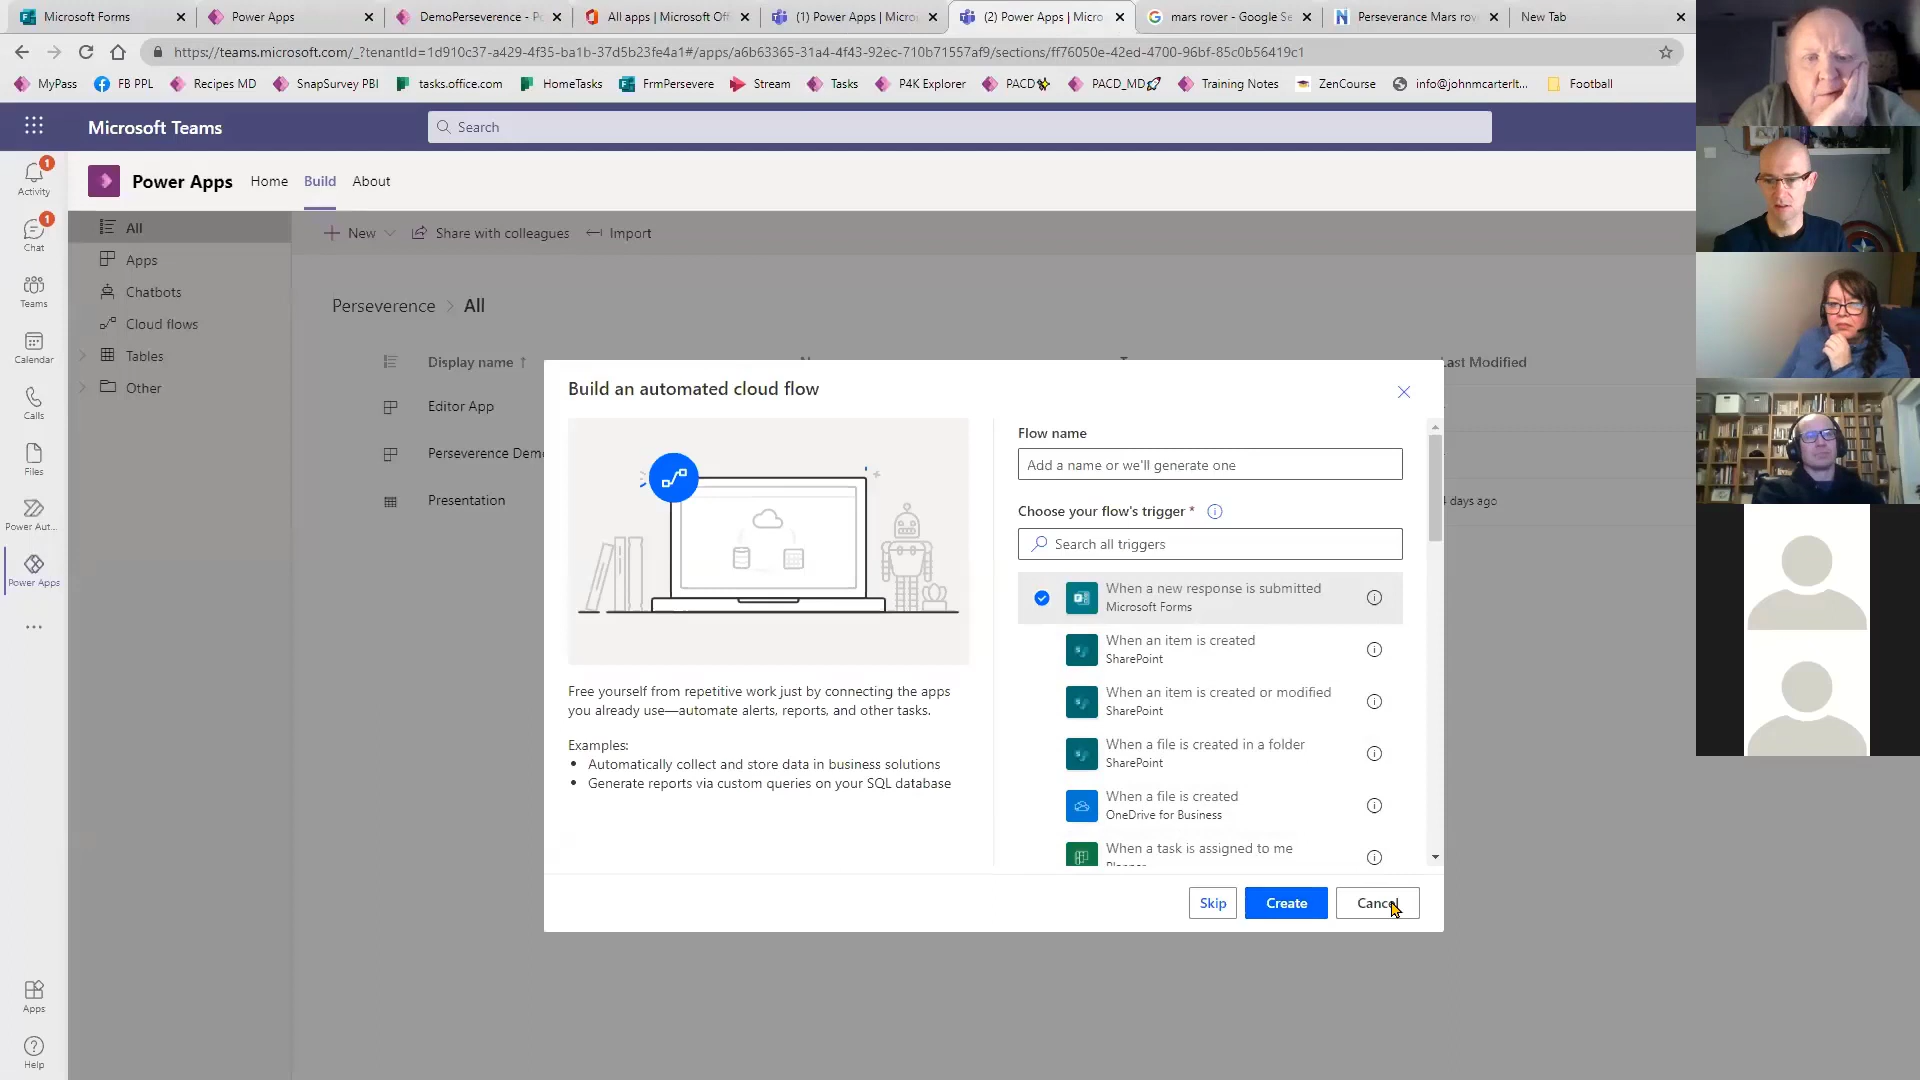 Microsoft Forms
Power Apps
DemoPerseverence - P
All apps | Microsoft Off
(1) Power Apps | Micro
(2) Power Apps | Micro
mars rover - Google Se
Perseverance Mars rov
New Tab
https://teams.microsoft.com/_?tenantId=1d910c37-a429-4f35-ba1b-37d5b23fe4a1#/apps/a6b63365-31a4-4f43-92ec-710b71557af9/sections/ff76050e-42ed-4700-96bf-85c0b56419c1
MyPass
FB PPL
Recipes MD
SnapSurvey PBI
tasks.office.com
HomeTasks
FrmPersevere
Stream
Tasks
P4K Explorer
PACD✨
PACD_MD🚀
Training Notes
ZenCourse
info@johnmcarterlt...
Football
Microsoft Teams
Search
Power Apps
Home
Build
About
1
Activity
1
Chat
Teams
Calendar
Calls
Files
Power Aut...
Power Apps
Apps
Help
All
Apps
Chatbots
Cloud flows
Tables
Other
New
Share with colleagues
Import
Perseverence > All
Display name ↑
Last Modified
Editor App
Perseverence Dem
Presentation
4 days ago
Build an automated cloud flow
Free yourself from repetitive work just by connecting the apps
you already use—automate alerts, reports, and other tasks.
Examples:
• Automatically collect and store data in business solutions
• Generate reports via custom queries on your SQL database
Flow name
Add a name or we'll generate one
Choose your flow's trigger *
Search all triggers
When a new response is submitted
Microsoft Forms
When an item is created
SharePoint
When an item is created or modified
SharePoint
When a file is created in a folder
SharePoint
When a file is created
OneDrive for Business
When a task is assigned to me
Planner
Skip
Create
Cancel